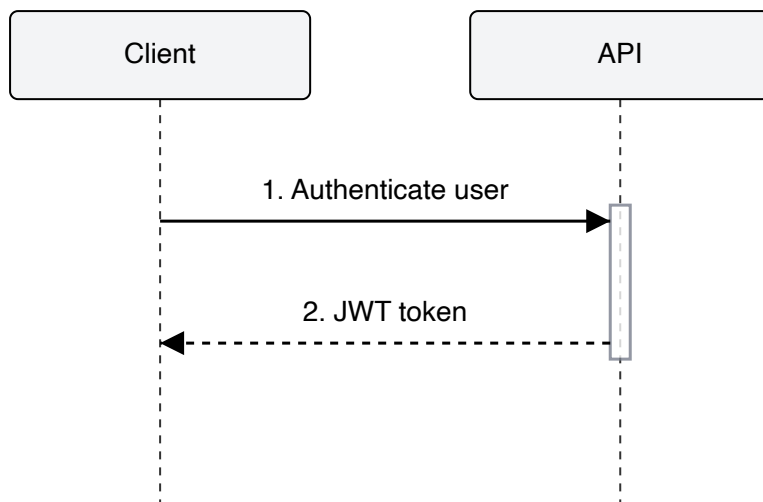 Client
API
1. Authenticate user
2. JWT token